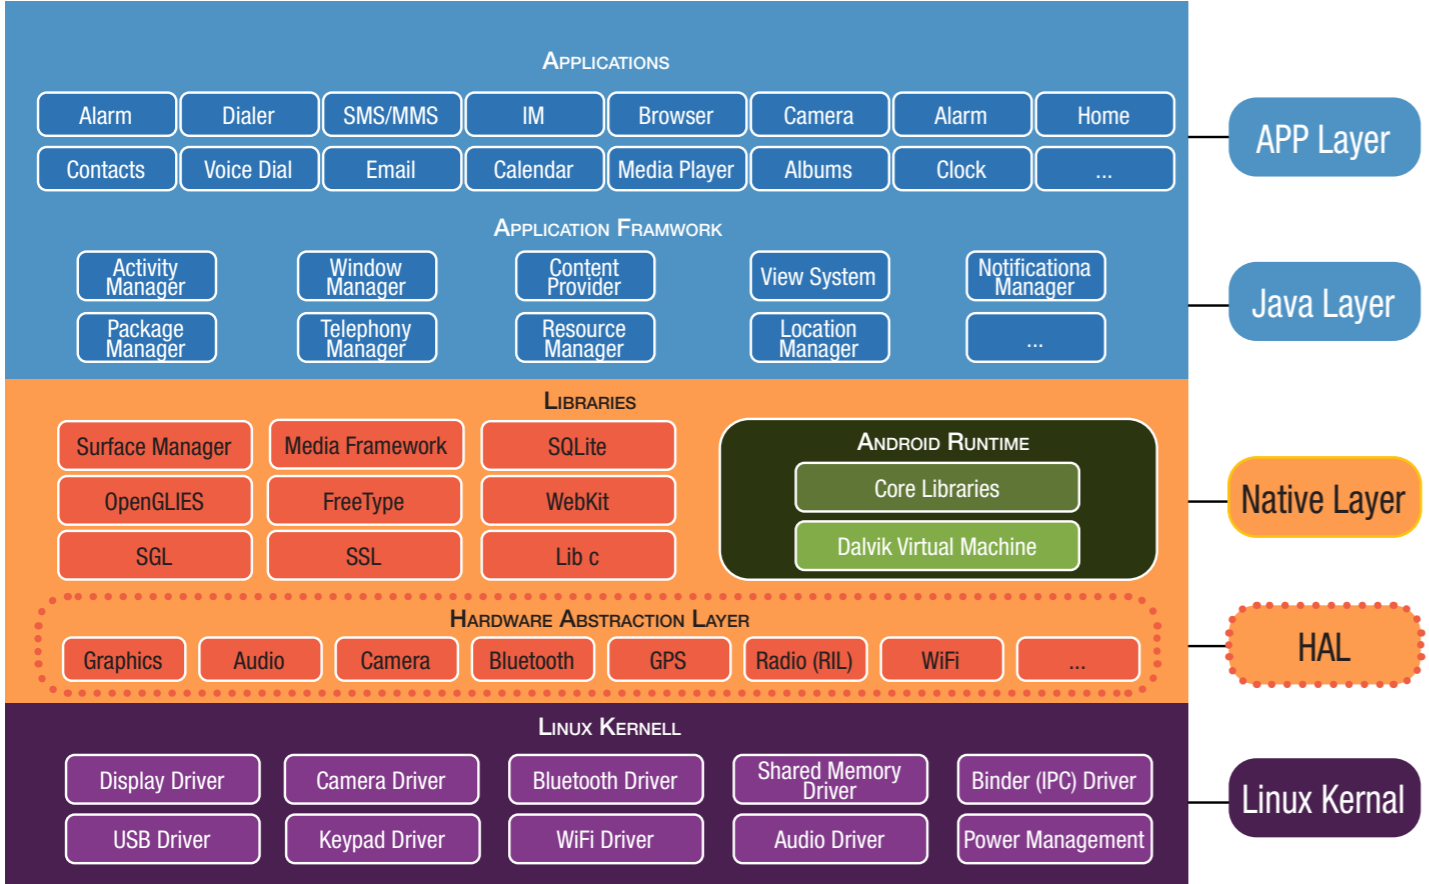 APPLICATIONS
Alarm Dialer SMS/MMS IM Browser Camera Alarm Home
Contacts Voice Dial Email Calendar Media Player Albums Clock ...
APP Layer
APPLICATION FRAMWORK
Activity Manager Window Manager Content Provider View System Notificationa Manager
Package Manager Telephony Manager Resource Manager Location Manager ...
Java Layer
LIBRARIES
Surface Manager Media Framework SQLite
OpenGLIES FreeType WebKit
SGL SSL Lib c
ANDROID RUNTIME
Core Libraries
Dalvik Virtual Machine
Native Layer
HARDWARE ABSTRACTION LAYER
Graphics Audio Camera Bluetooth GPS Radio (RIL) WiFi ...
HAL
LINUX KERNELL
Display Driver Camera Driver Bluetooth Driver Shared Memory Driver Binder (IPC) Driver
USB Driver Keypad Driver WiFi Driver Audio Driver Power Management
Linux Kernal